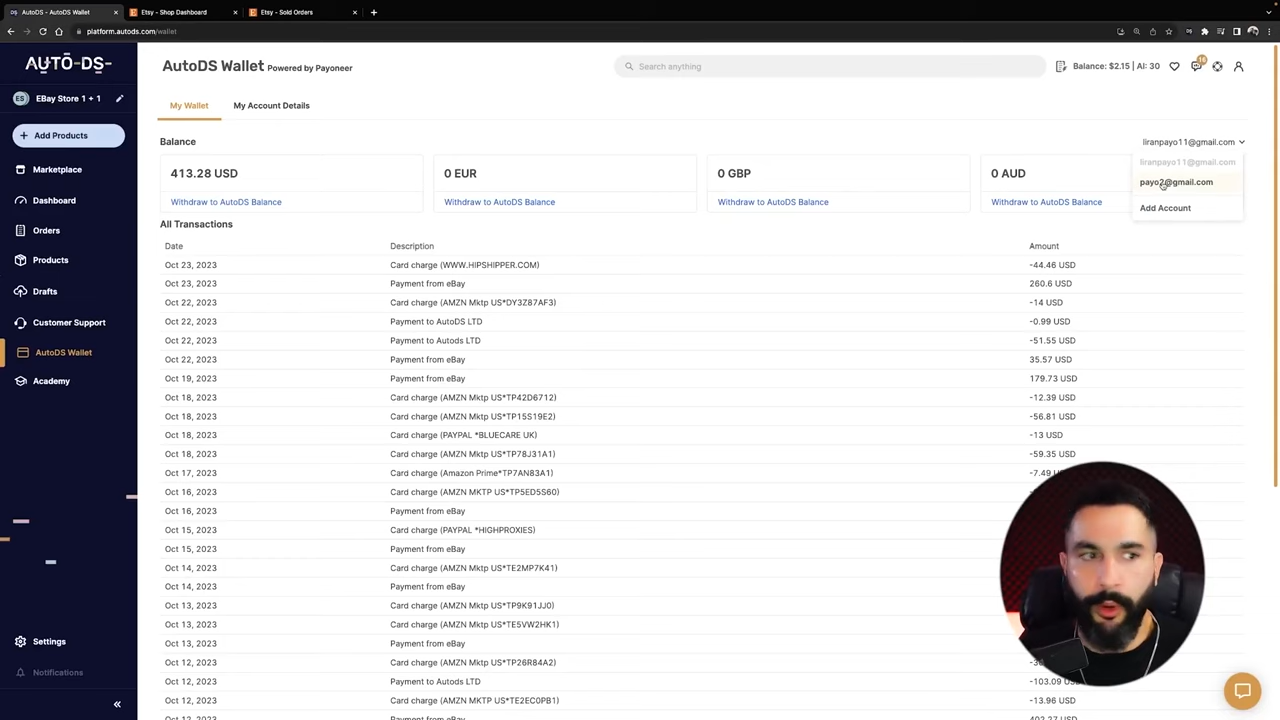 AutoDS - AutoDS Wallet
Etsy - Shop Dashboard
Etsy - Sold Orders
platform.autods.com/wallet
AUTO-DS-
AutoDS Wallet Powered by Payoneer
Search anything
Balance: $2.15 | AI: 30
ES EBay Store 1 + 1
My Wallet
My Account Details
Add Products
Marketplace
Dashboard
Orders
Products
Drafts
Customer Support
AutoDS Wallet
Academy
Settings
Notifications
Balance
liranpayo11@gmail.com
liranpayo11@gmail.com
payo2@gmail.com
Add Account
413.28 USD
0 EUR
0 GBP
0 AUD
Withdraw to AutoDS Balance
Withdraw to AutoDS Balance
Withdraw to AutoDS Balance
Withdraw to AutoDS Balance
All Transactions
Date Description Amount
Oct 23, 2023 Card charge (WWW.HIPSHIPPER.COM) -44.46 USD
Oct 23, 2023 Payment from eBay 260.6 USD
Oct 22, 2023 Card charge (AMZN Mktp US*DY3Z87AF3) -14 USD
Oct 22, 2023 Payment to AutoDS LTD -0.99 USD
Oct 22, 2023 Payment to Autods LTD -51.55 USD
Oct 22, 2023 Payment from eBay 35.57 USD
Oct 19, 2023 Payment from eBay 179.73 USD
Oct 18, 2023 Card charge (AMZN Mktp US*TP42D6712) -12.39 USD
Oct 18, 2023 Card charge (AMZN Mktp US*TP15S19E2) -56.81 USD
Oct 18, 2023 Card charge (PAYPAL *BLUECARE UK) -13 USD
Oct 18, 2023 Card charge (AMZN Mktp US*TP78J31A1) -59.35 USD
Oct 17, 2023 Card charge (Amazon Prime*TP7AN83A1) -7.49
Oct 16, 2023 Card charge (AMZN MKTP US*TP5ED5S60)
Oct 16, 2023 Payment from eBay
Oct 15, 2023 Card charge (PAYPAL *HIGHPROXIES)
Oct 15, 2023 Payment from eBay
Oct 14, 2023 Card charge (AMZN Mktp US*TE2MP7K41)
Oct 14, 2023 Payment from eBay
Oct 13, 2023 Card charge (AMZN Mktp US*TP9K91JJ0)
Oct 13, 2023 Card charge (AMZN Mktp US*TE5VW2HK1)
Oct 13, 2023 Payment from eBay
Oct 12, 2023 Card charge (AMZN Mktp US*TP26R84A2)
Oct 12, 2023 Payment to Autods LTD -103.09 USD
Oct 12, 2023 Card charge (AMZN MKTP US*TE2EC0PB1) -13.96 USD
Payment from eBay 402.27 USD